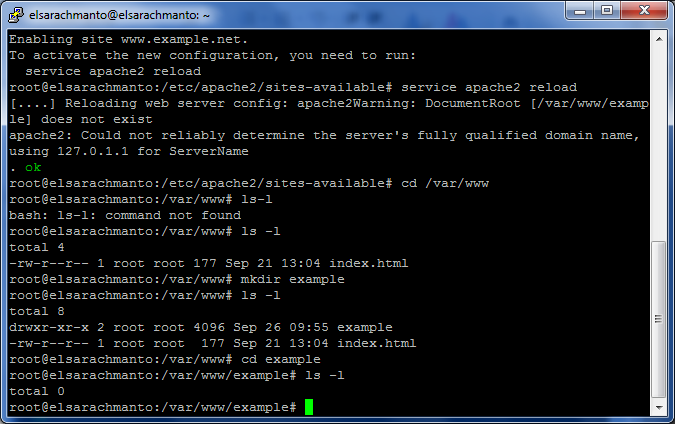 elsarachmanto@elsarachmanto: ~
Enabling site www.example.net.
To activate the new configuration, you need to run:
  service apache2 reload
root@elsarachmanto:/etc/apache2/sites-available# service apache2 reload
[....] Reloading web server config: apache2Warning: DocumentRoot [/var/www/examp
le] does not exist
apache2: Could not reliably determine the server's fully qualified domain name,
using 127.0.1.1 for ServerName
. ok
root@elsarachmanto:/etc/apache2/sites-available# cd /var/www
root@elsarachmanto:/var/www# ls-l
bash: ls-l: command not found
root@elsarachmanto:/var/www# ls -l
total 4
-rw-r--r-- 1 root root 177 Sep 21 13:04 index.html
root@elsarachmanto:/var/www# mkdir example
root@elsarachmanto:/var/www# ls -l
total 8
drwxr-xr-x 2 root root 4096 Sep 26 09:55 example
-rw-r--r-- 1 root root  177 Sep 21 13:04 index.html
root@elsarachmanto:/var/www# cd example
root@elsarachmanto:/var/www/example# ls -l
total 0
root@elsarachmanto:/var/www/example#